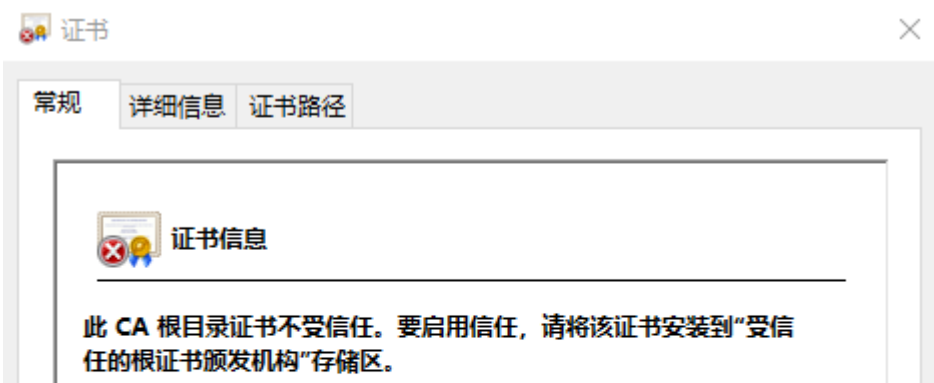 证书
常规
详细信息
证书路径
证书信息
此 CA 根目录证书不受信任。要启用信任，请将该证书安装到“受信
任的根证书颁发机构”存储区。